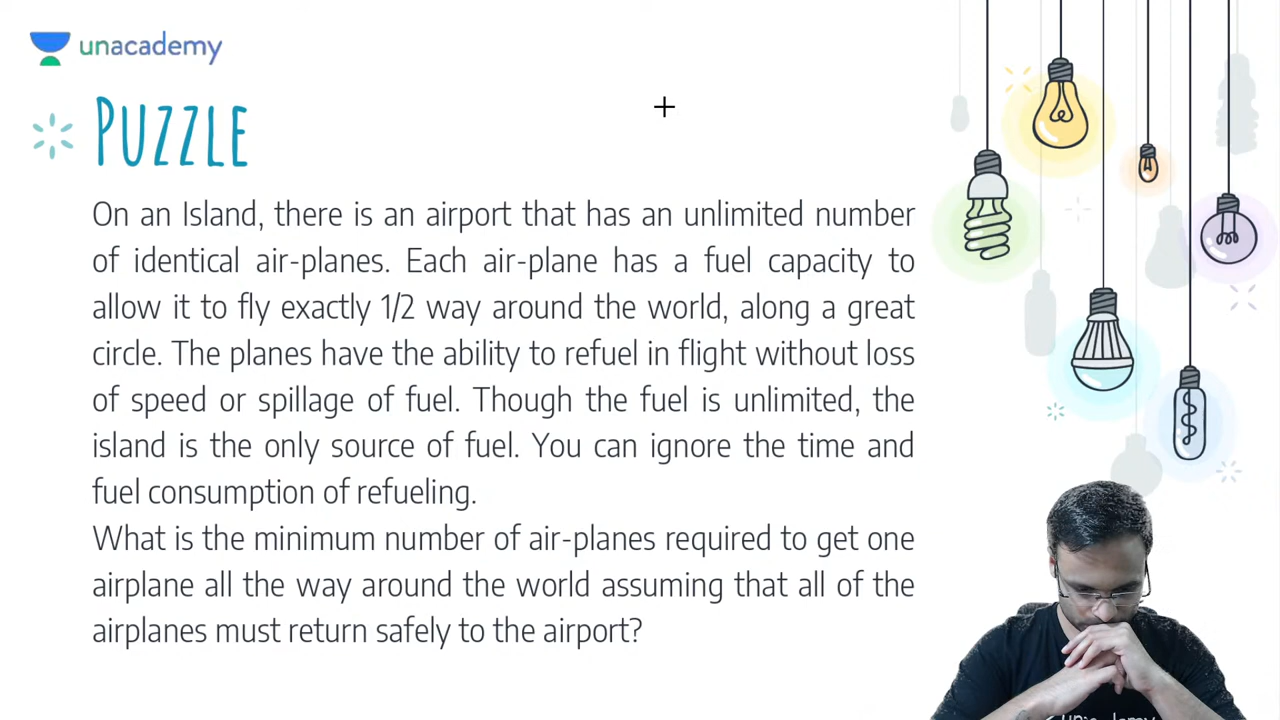 unacademy
PUZZLE
On an Island, there is an airport that has an unlimited number
of identical air-planes. Each air-plane has a fuel capacity to
allow it to fly exactly 1/2 way around the world, along a great
circle. The planes have the ability to refuel in flight without loss
of speed or spillage of fuel. Though the fuel is unlimited, the
island is the only source of fuel. You can ignore the time and
fuel consumption of refueling.
What is the minimum number of air-planes required to get one
airplane all the way around the world assuming that all of the
airplanes must return safely to the airport?